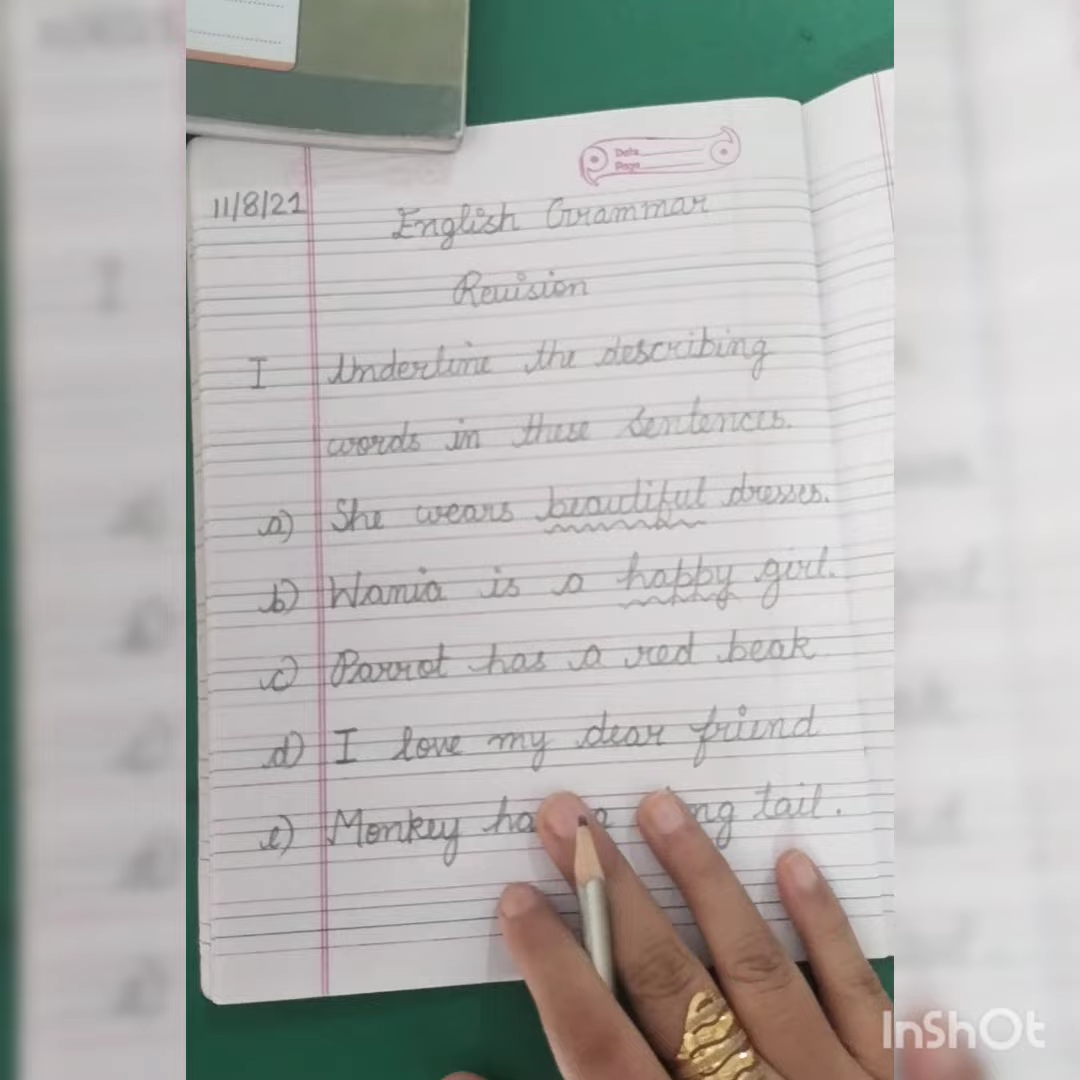 Date
Page
11/8/21
English Grammar
Revision
I Underline the describing
words in these sentences.
a) She wears beautiful dresses.
b) Wania is a happy girl.
c) Parrot has a red beak
d) I love my dear friend
e) Monkey tail.
InShOt